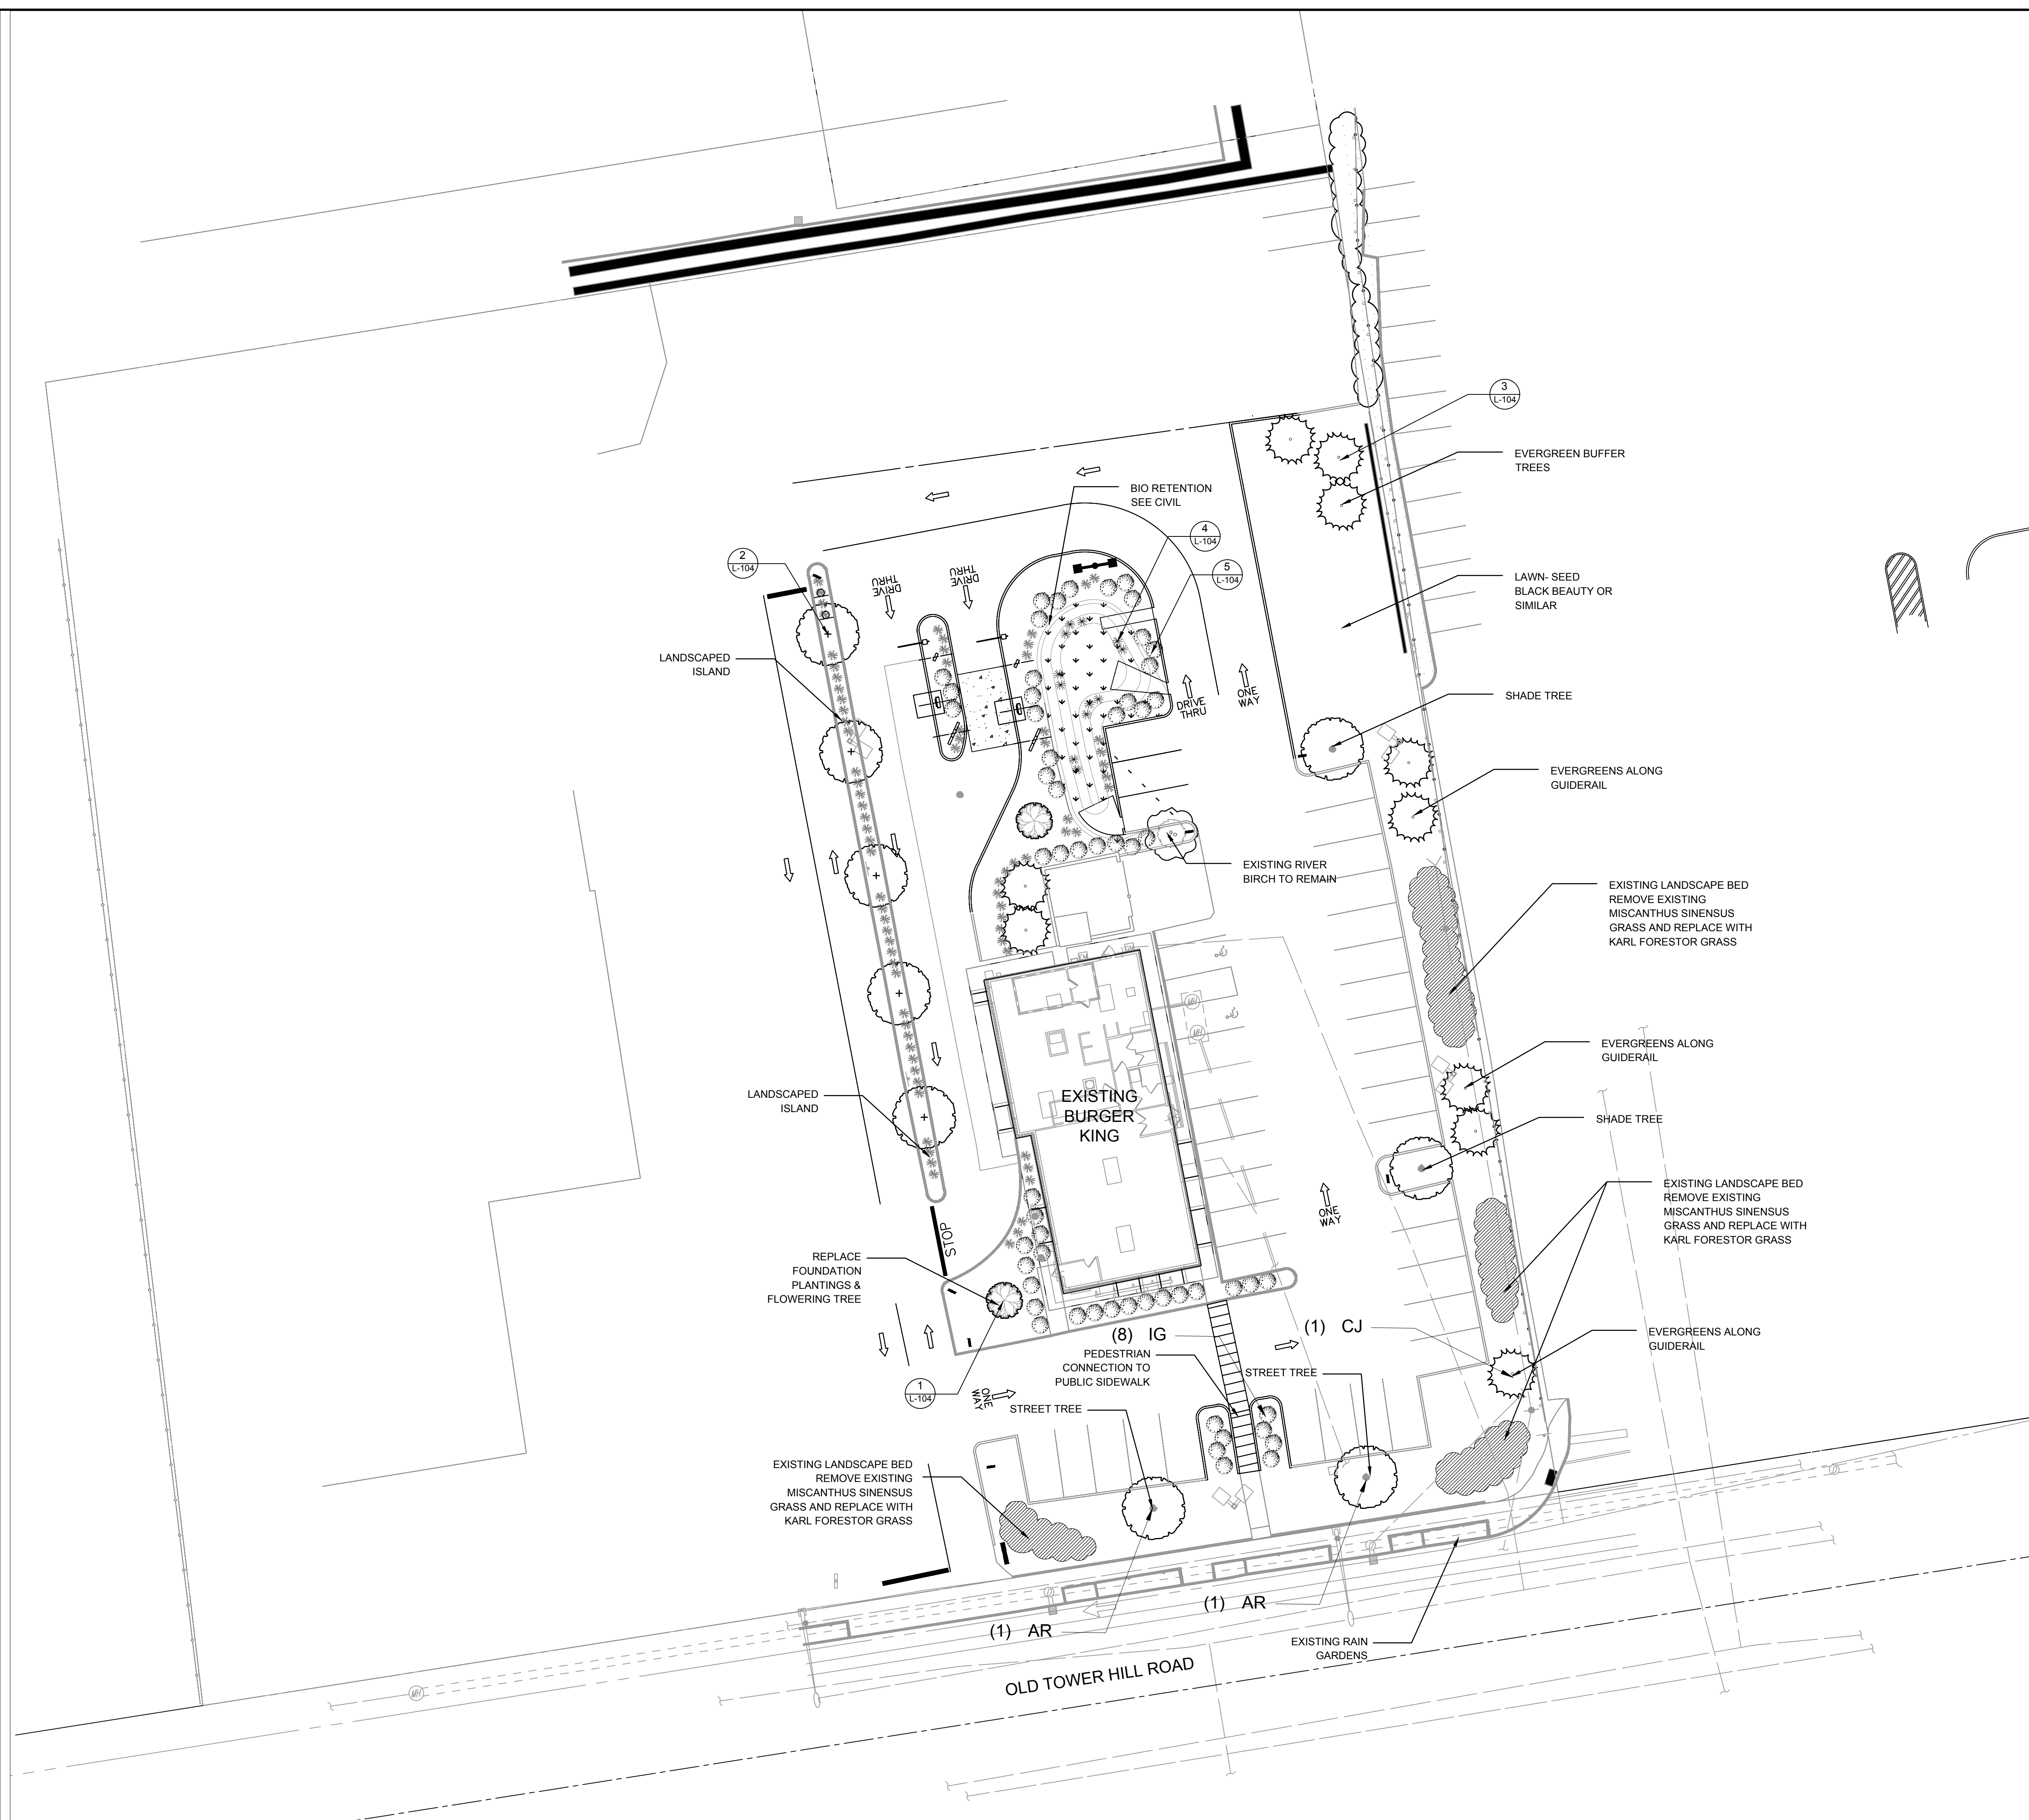 3
L-104
EVERGREEN BUFFER
TREES
BIO RETENTION
SEE CIVIL
4
L-104
2
L-104
5
L-104
DRIVE
THRU
DRIVE
THRU
LAWN- SEED
BLACK BEAUTY OR
SIMILAR
LANDSCAPED
ISLAND
DRIVE
THRU
ONE
WAY
SHADE TREE
EVERGREENS ALONG
GUIDERAIL
EXISTING RIVER
BIRCH TO REMAIN
EXISTING LANDSCAPE BED
REMOVE EXISTING
MISCANTHUS SINENSUS
GRASS AND REPLACE WITH
KARL FORESTOR GRASS
EM
GM
MH
MH
EVERGREENS ALONG
GUIDERAIL
LANDSCAPED
ISLAND
EXISTING
BURGER
KING
SHADE TREE
EXISTING LANDSCAPE BED
REMOVE EXISTING
MISCANTHUS SINENSUS
GRASS AND REPLACE WITH
KARL FORESTOR GRASS
ONE
WAY
STOP
REPLACE
FOUNDATION
PLANTINGS &
FLOWERING TREE
(8) IG
(1) CJ
EVERGREENS ALONG
GUIDERAIL
PEDESTRIAN
CONNECTION TO
PUBLIC SIDEWALK
STREET TREE
1
L-104
ONE
WAY
STREET TREE
EXISTING LANDSCAPE BED
REMOVE EXISTING
MISCANTHUS SINENSUS
GRASS AND REPLACE WITH
KARL FORESTOR GRASS
(1) AR
(1) AR
EXISTING RAIN
GARDENS
OLD TOWER HILL ROAD
MH